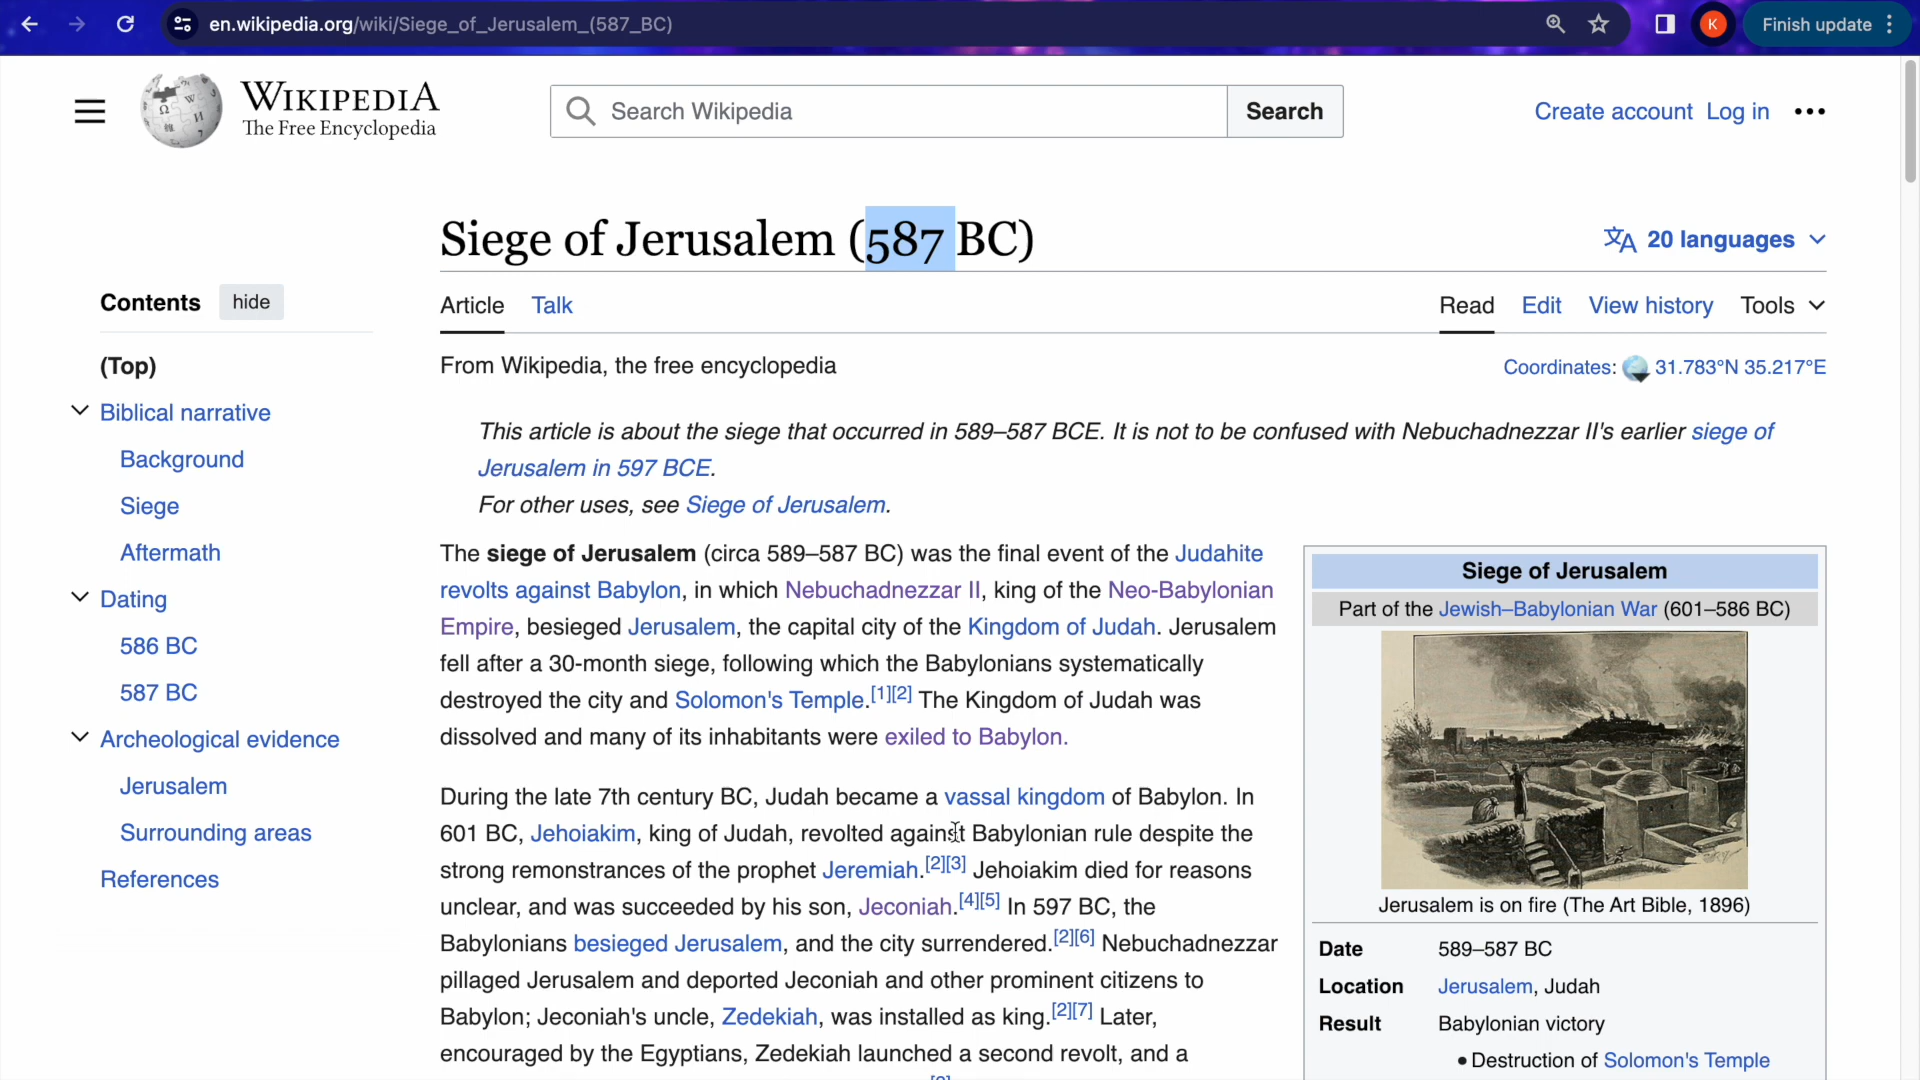 en.wikipedia.org/wiki/Siege_of_Jerusalem_(587_BC)
K
Finish update
WIKIPEDIA
The Free Encyclopedia
Search Wikipedia
Search
Create account
Log in
Siege of Jerusalem (587 BC)
20 languages
Contents
hide
(Top)
Biblical narrative
Background
Siege
Aftermath
Dating
586 BC
587 BC
Archeological evidence
Jerusalem
Surrounding areas
References
Article
Talk
Read
Edit
View history
Tools
From Wikipedia, the free encyclopedia
Coordinates: 31.783°N 35.217°E
This article is about the siege that occurred in 589–587 BCE. It is not to be confused with Nebuchadnezzar II's earlier siege of
Jerusalem in 597 BCE.
For other uses, see Siege of Jerusalem.
The siege of Jerusalem (circa 589–587 BC) was the final event of the Judahite
revolts against Babylon, in which Nebuchadnezzar II, king of the Neo-Babylonian
Empire, besieged Jerusalem, the capital city of the Kingdom of Judah. Jerusalem
fell after a 30-month siege, following which the Babylonians systematically
destroyed the city and Solomon's Temple.[1][2] The Kingdom of Judah was
dissolved and many of its inhabitants were exiled to Babylon.
During the late 7th century BC, Judah became a vassal kingdom of Babylon. In
601 BC, Jehoiakim, king of Judah, revolted against Babylonian rule despite the
strong remonstrances of the prophet Jeremiah.[2][3] Jehoiakim died for reasons
unclear, and was succeeded by his son, Jeconiah.[4][5] In 597 BC, the
Babylonians besieged Jerusalem, and the city surrendered.[2][6] Nebuchadnezzar
pillaged Jerusalem and deported Jeconiah and other prominent citizens to
Babylon; Jeconiah's uncle, Zedekiah, was installed as king.[2][7] Later,
encouraged by the Egyptians, Zedekiah launched a second revolt, and a
Siege of Jerusalem
Part of the Jewish–Babylonian War (601–586 BC)
Jerusalem is on fire (The Art Bible, 1896)
Date 589–587 BC
Location Jerusalem, Judah
Result Babylonian victory
• Destruction of Solomon's Temple